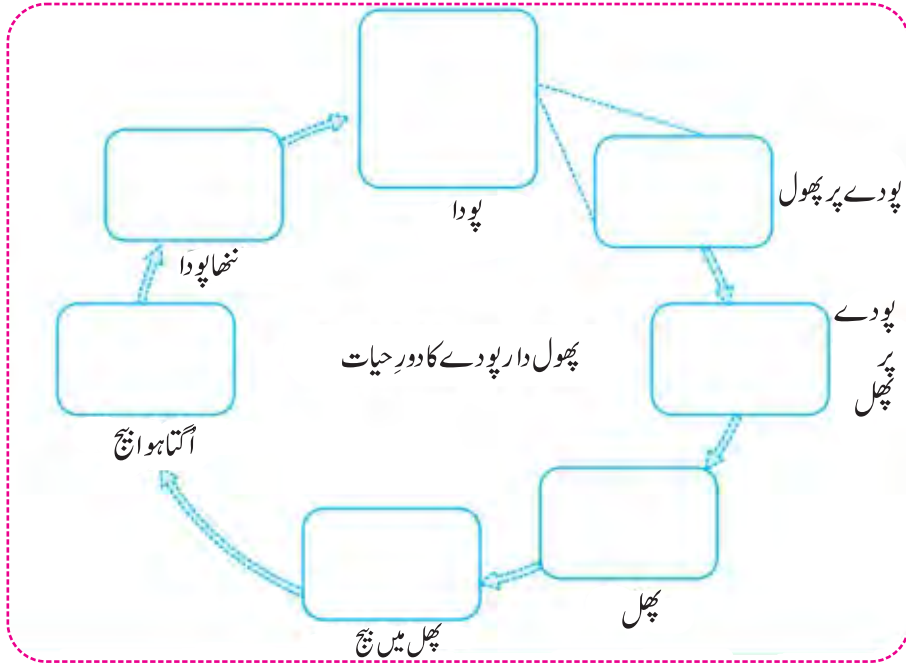 پودا
پودے پر پھول
ننھا پودا
پودے
پر
پھل
پھول دار پودے کا دورِ حیات
اُگتا ہوا بیج
پھل
پھل میں بیج